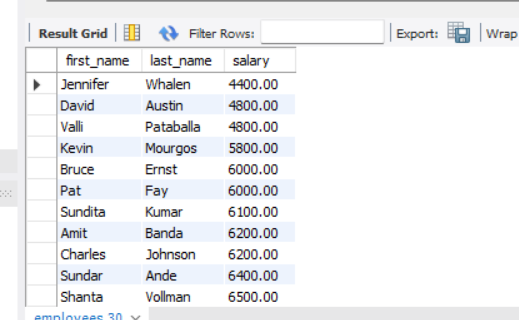 Result Grid Filter Rows: Export: Wrap
first_name last_name salary
Jennifer Whalen 4400.00
David Austin 4800.00
Valli Pataballa 4800.00
Kevin Mourgos 5800.00
Bruce Ernst 6000.00
Pat Fay 6000.00
Sundita Kumar 6100.00
Amit Banda 6200.00
Charles Johnson 6200.00
Sundar Ande 6400.00
Shanta Vollman 6500.00
employees 30